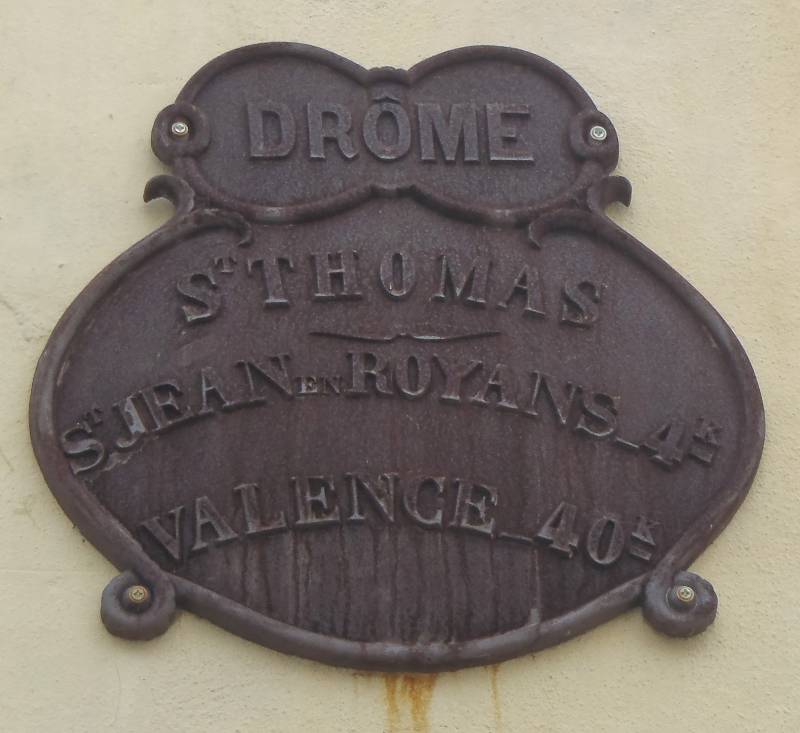 DRÔME
ST THOMAS
ST JEAN EN ROYANS_4K
VALENCE_40K